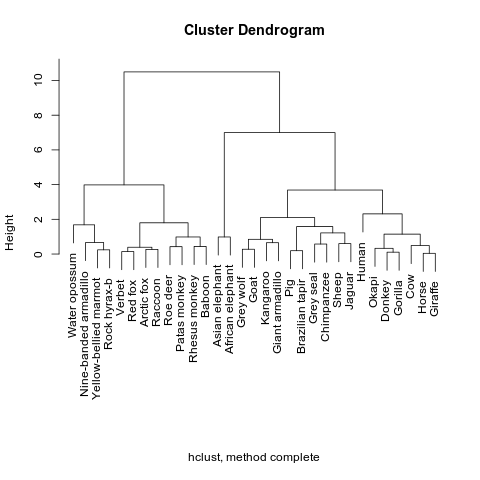 Cluster Dendrogram
Height
0
2
4
6
8
10
Water opossum
Nine-banded armadillo
Yellow-bellied marmot
Rock hyrax-b
Verbet
Red fox
Arctic fox
Raccoon
Roe deer
Patas monkey
Rhesus monkey
Baboon
Asian elephant
African elephant
Grey wolf
Goat
Kangaroo
Giant armadillo
Pig
Brazilian tapir
Grey seal
Chimpanzee
Sheep
Jaguar
Human
Okapi
Donkey
Gorilla
Cow
Horse
Giraffe
hclust, method complete